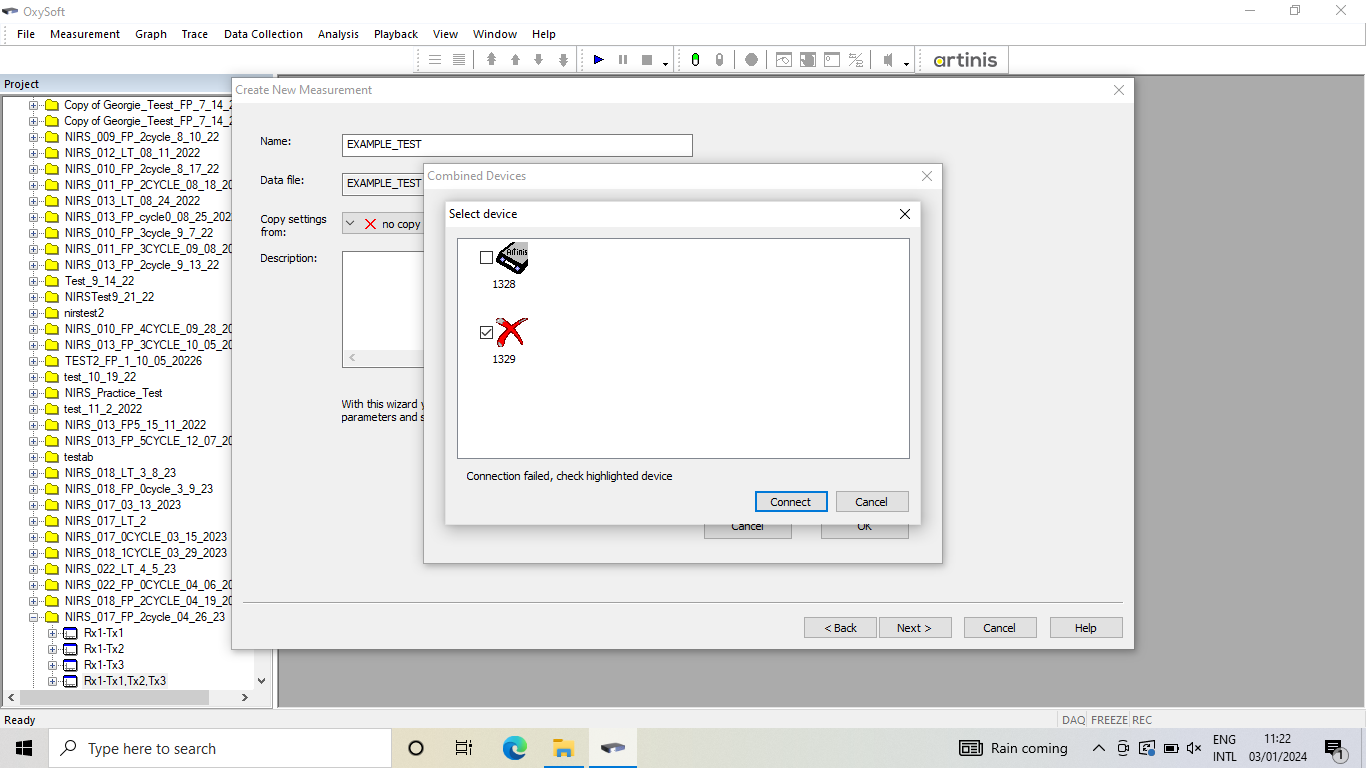 OxySoft
File Measurement Graph Trace Data Collection Analysis Playback View Window Help
artinis
Project
Copy of Georgie_Teest_FP_7_14_2
Copy of Georgie_Teest_FP_7_14_2
NIRS_009_FP_2cycle_8_10_22
NIRS_012_LT_08_11_2022
NIRS_010_FP_2cycle_8_17_22
NIRS_011_FP_2CYCLE_08_18_20
NIRS_013_LT_08_24_2022
NIRS_013_FP_cycle0_08_25_202
NIRS_010_FP_3cycle_9_7_22
NIRS_011_FP_3CYCLE_09_08_20
NIRS_013_FP_2cycle_9_13_22
Test_9_14_22
NIRSTest9_21_22
nirstest2
NIRS_010_FP_4CYCLE_09_28_20
NIRS_013_FP_3CYCLE_10_05_20
TEST2_FP_1_10_05_20226
test_10_19_22
NIRS_Practice_Test
test_11_2_2022
NIRS_013_FP5_15_11_2022
NIRS_013_FP_5CYCLE_12_07_20
testab
NIRS_018_LT_3_8_23
NIRS_018_FP_0cycle_3_9_23
NIRS_017_03_13_2023
NIRS_017_LT_2
NIRS_017_0CYCLE_03_15_2023
NIRS_018_1CYCLE_03_29_2023
NIRS_022_LT_4_5_23
NIRS_022_FP_0CYCLE_04_06_20
NIRS_018_FP_2CYCLE_04_19_20
NIRS_017_FP_2cycle_04_26_23
Rx1-Tx1
Rx1-Tx2
Rx1-Tx3
Rx1-Tx1,Tx2,Tx3
Create New Measurement
Name:
EXAMPLE_TEST
Data file:
EXAMPLE_TEST
Copy settings
from:
no copy
Description:
With this wizard y
parameters and s
Combined Devices
Select device
Artinis
1328
1329
Connection failed, check highlighted device
Connect Cancel
Cancel OK
< Back Next > Cancel Help
Ready
DAQ FREEZE REC
Type here to search
Rain coming
ENG
INTL
11:22
03/01/2024
1